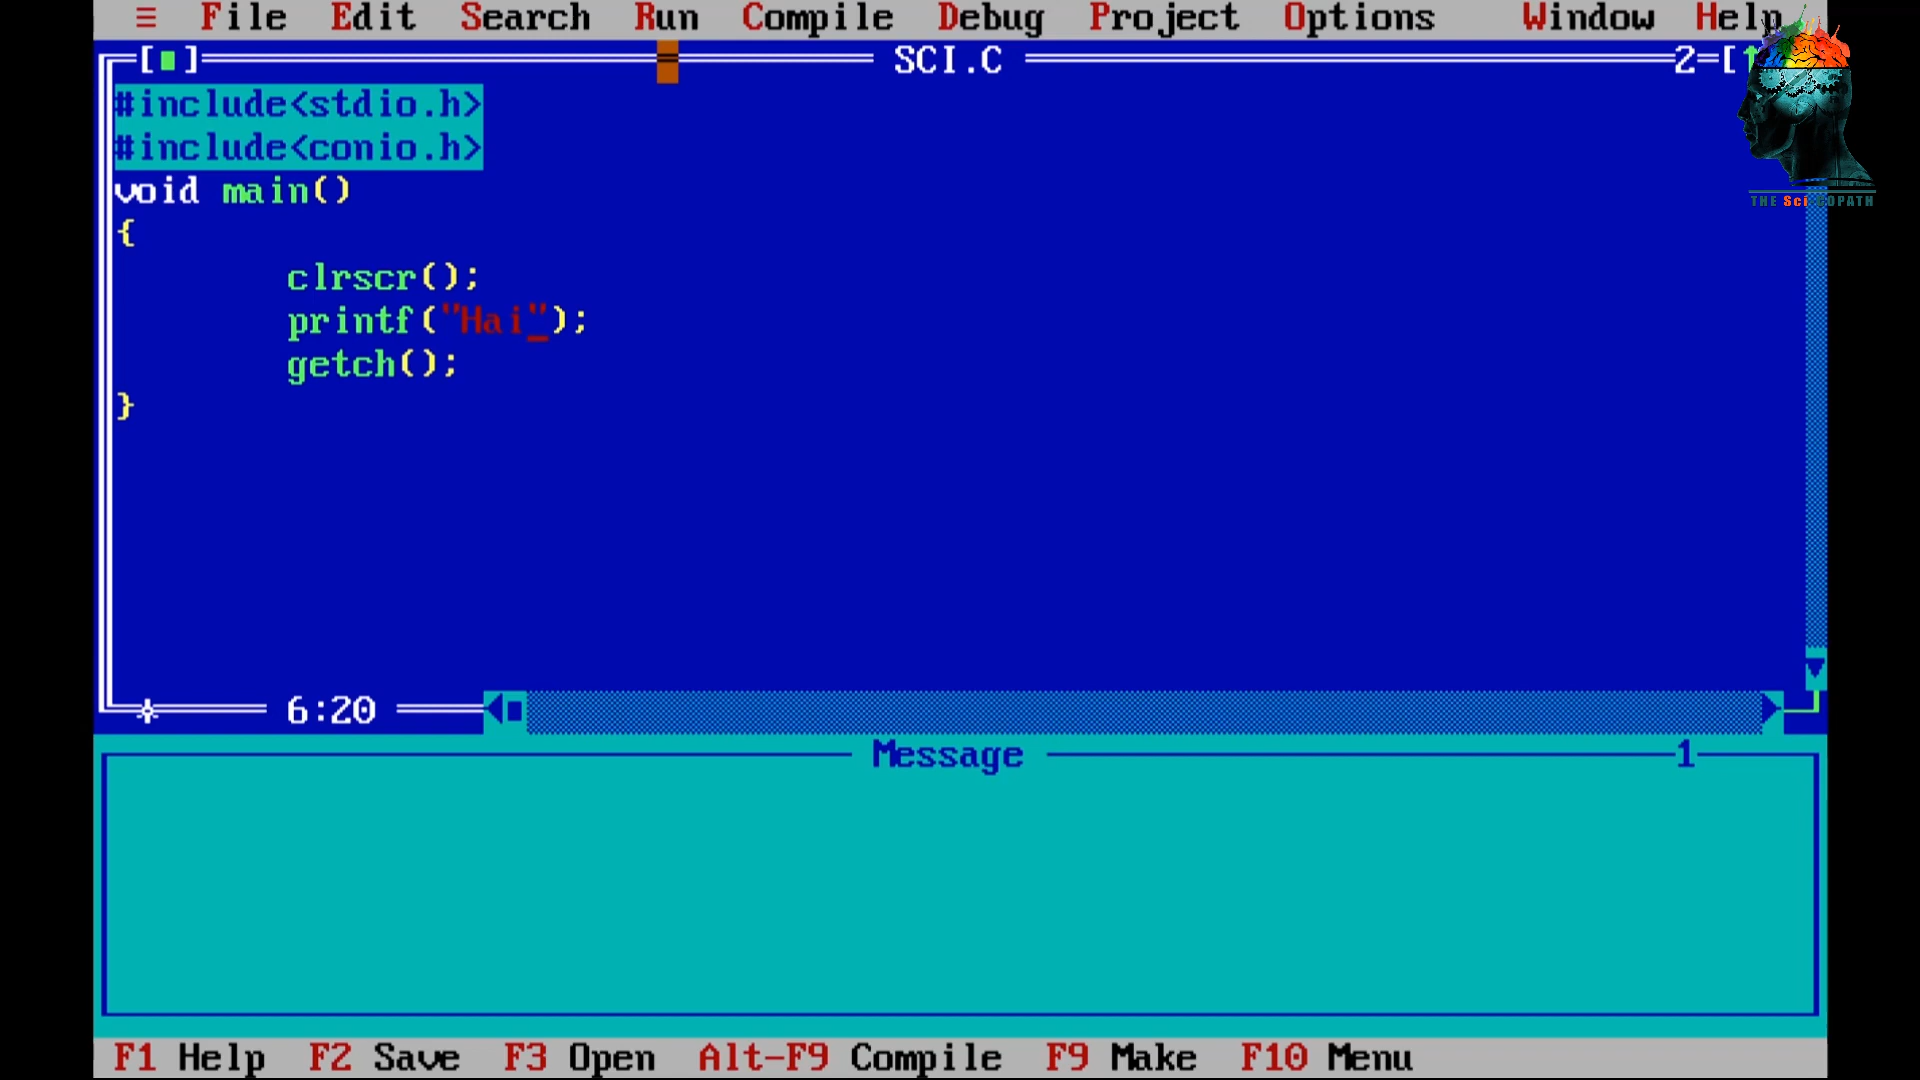 ≡ File Edit Search Run Compile Debug Project Options Window Help
[■] SCI.C 2=[↑
#include<stdio.h>
#include<conio.h>
void main()
{
clrscr();
printf("Hai");
getch();
}
* 6:20
Message 1
F1 Help F2 Save F3 Open Alt-F9 Compile F9 Make F10 Menu